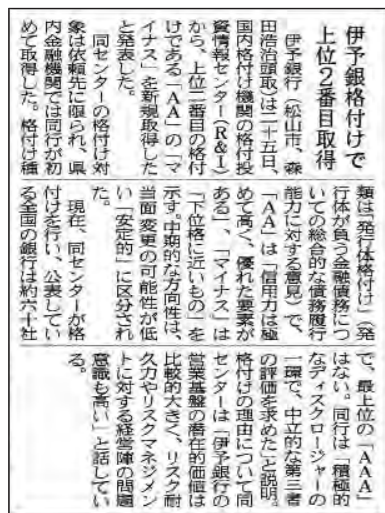 伊予銀格付けで
上位２番目取得
伊予銀行（松山市、森
田浩治頭取）は二十五日、
国内格付け機関の格付投
資情報センター（Ｒ＆Ｉ）
から、上位二番目の格付
けである「ＡＡ」の「マ
イナス」を新規取得した
と発表した。
同センターの格付け対
象は依頼先に限られ、県
内金融機関では同行が初
めて取得した。格付け種
類は「発行体格付け」（発
行体が負う金融債務につ
いての総合的な債務履行
能力に対する意見）で、
「ＡＡ」は「信用力は極
めて高く、優れた要素が
ある」、「マイナス」は
「下位格に近いもの」を
示す。中期的な方向性は、
当面変更の可能性が低
い「安定的」に区分され
た。
現在、同センターが格
付けを行い、公表してい
る全国の銀行は約六十社
で、最上位の「ＡＡＡ」
はない。同行は「積極的
なディスクロージャーの
一環で、中立的な第三者
の評価を求めた」と説明。
格付けの理由について同
センターは「伊予銀行の
営業基盤の潜在的価値は
比較的大きく、リスク耐
久力やリスクマネジメン
トに対する経営陣の問題
意識も高い」と話してい
る。